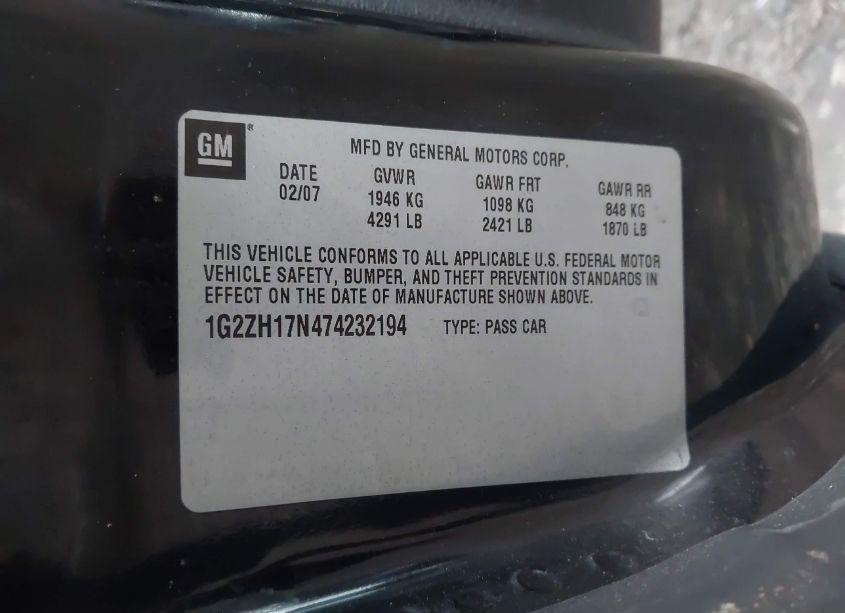 GM®
MFD BY GENERAL MOTORS CORP.
DATE GVWR GAWR FRT GAWR RR
02/07 1946 KG 1098 KG 848 KG
4291 LB 2421 LB 1870 LB
THIS VEHICLE CONFORMS TO ALL APPLICABLE U.S. FEDERAL MOTOR
VEHICLE SAFETY, BUMPER, AND THEFT PREVENTION STANDARDS IN
EFFECT ON THE DATE OF MANUFACTURE SHOWN ABOVE.
1G2ZH17N474232194 TYPE: PASS CAR